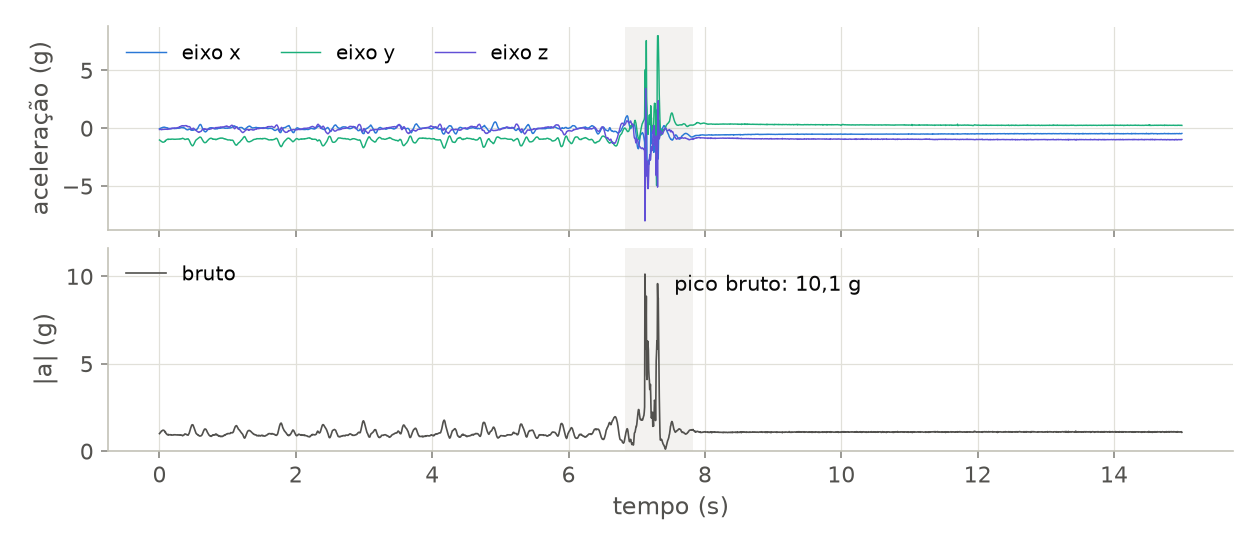 eixo x eixo y eixo z
aceleração (g)
5
0
−5
bruto
pico bruto: 10,1 g
|a| (g)
10
5
0
0 2 4 6 8 10 12 14
tempo (s)